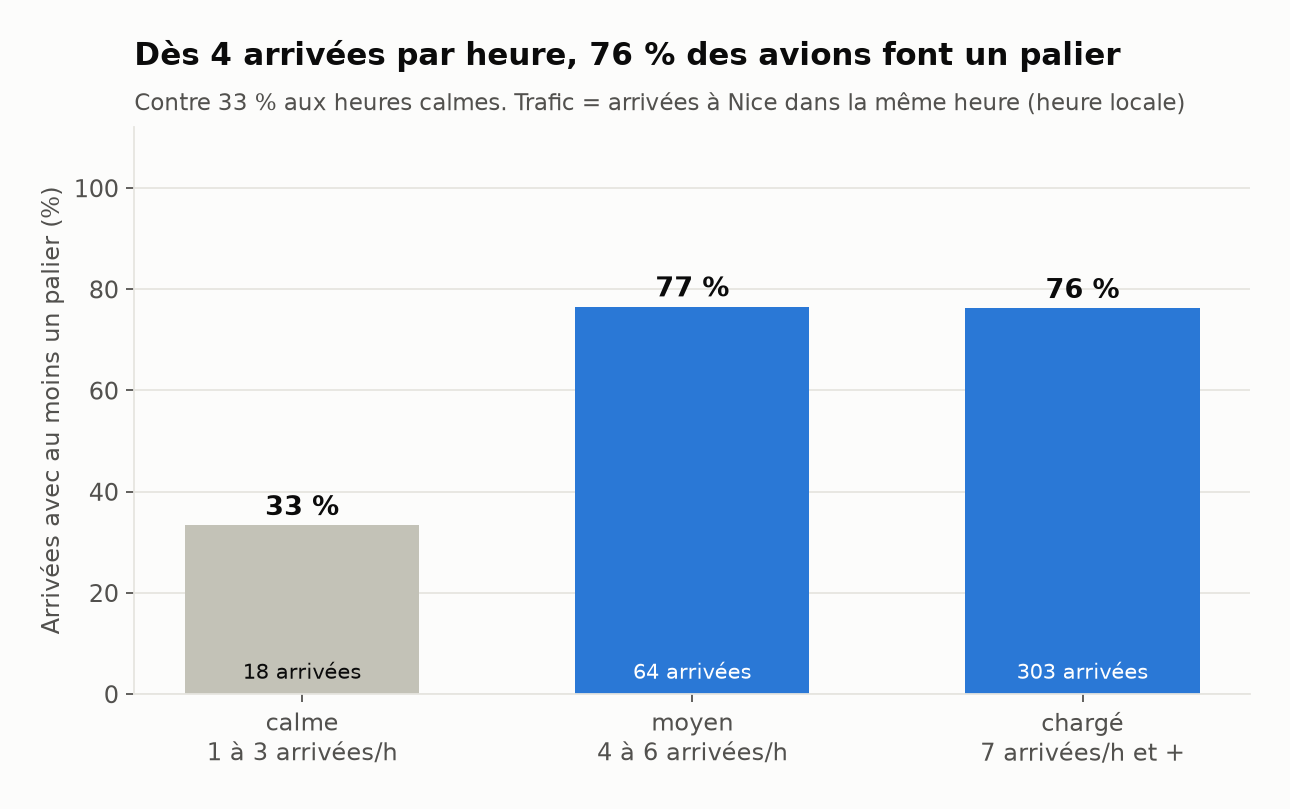 Dès 4 arrivées par heure, 76 % des avions font un palier
Contre 33 % aux heures calmes. Trafic = arrivées à Nice dans la même heure (heure locale)
Arrivées avec au moins un palier (%)
100
80
60
40
20
0
33 %
77 %
76 %
18 arrivées
64 arrivées
303 arrivées
calme
1 à 3 arrivées/h
moyen
4 à 6 arrivées/h
chargé
7 arrivées/h et +